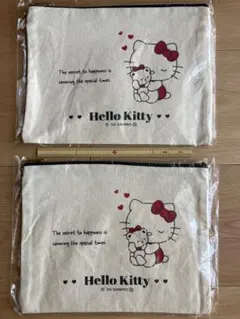 The secret to happiness is
savoring the special times.
Hello Kitty
The secret to happiness is
savoring the special times.
Hello Kitty